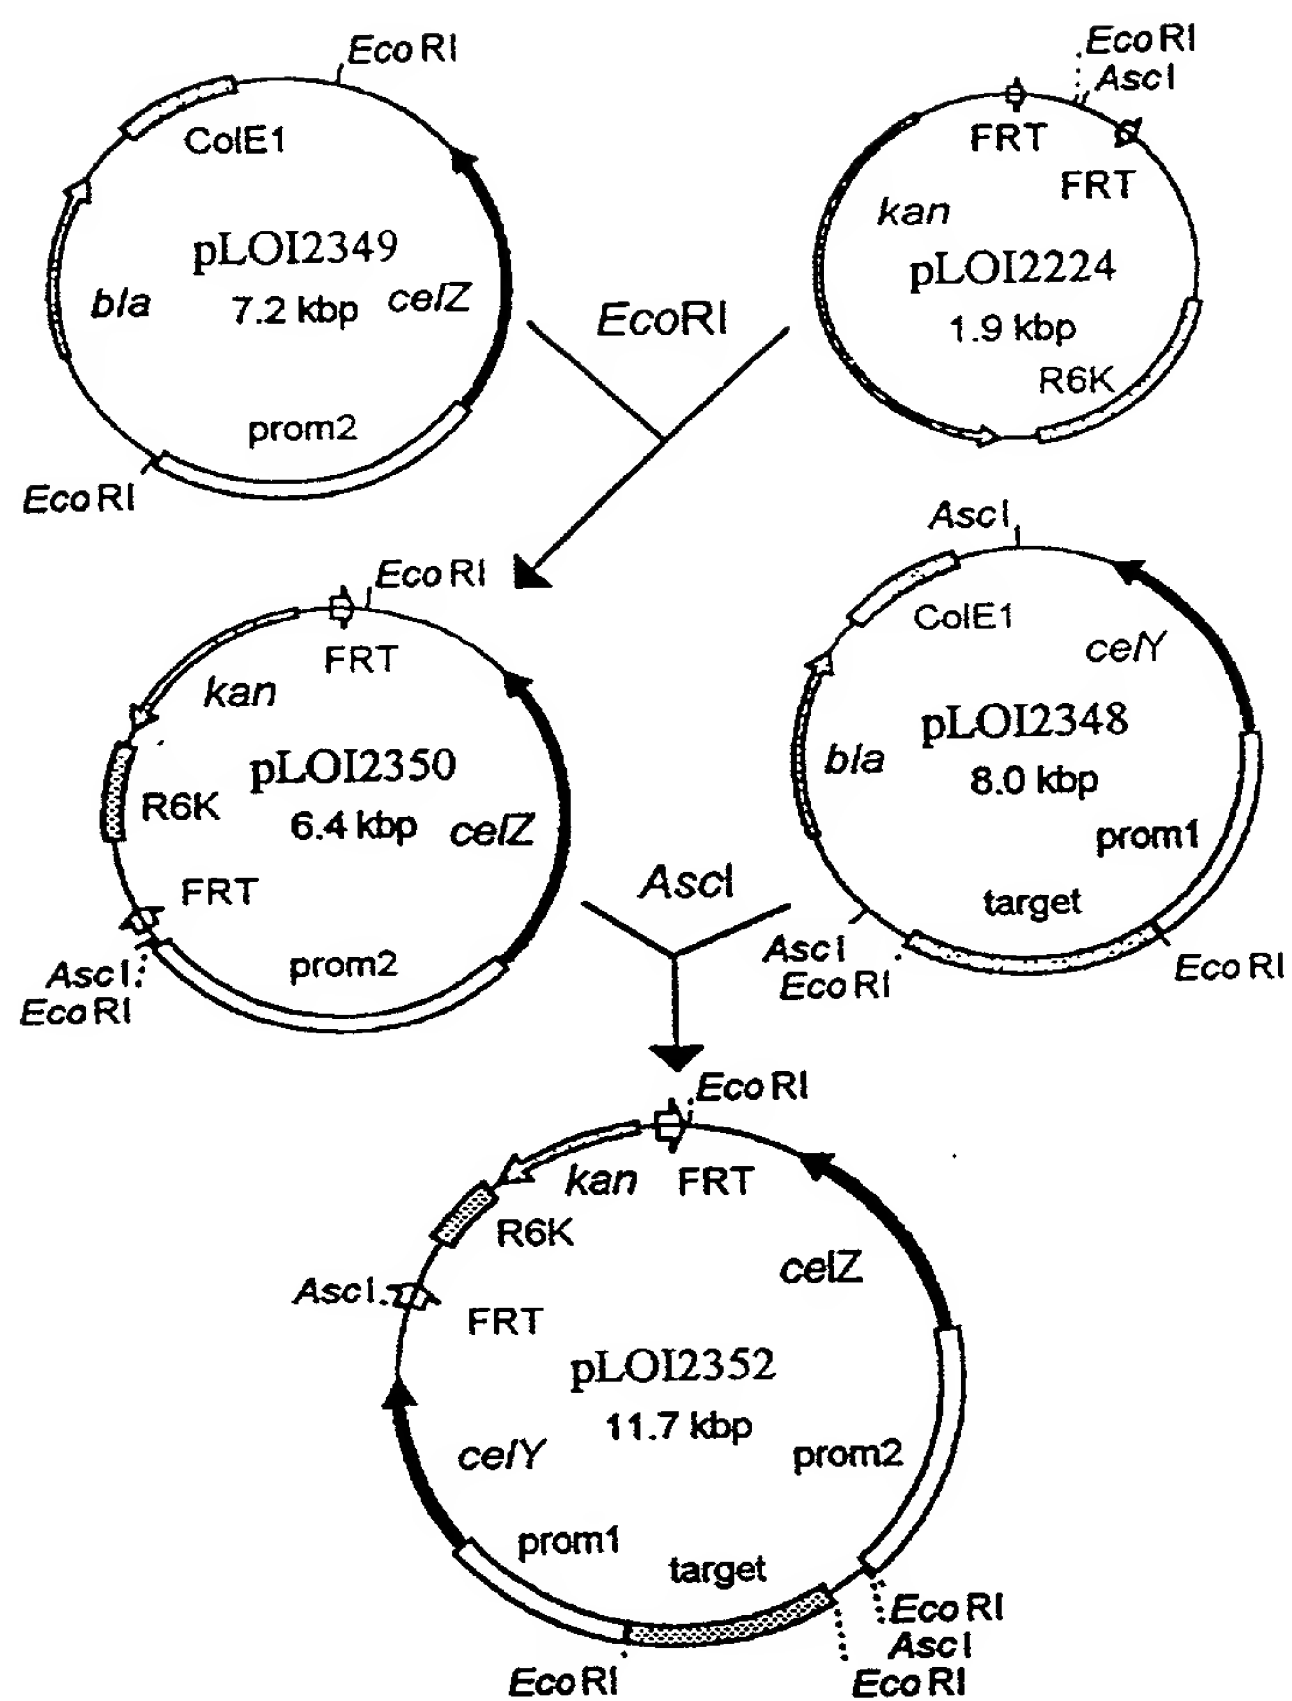 EcoRI
ColE1
pLOI2349
7.2 kbp
bla
celZ
prom2
EcoRI
EcoRI
EcoRI
AscI
FRT
FRT
kan
pLOI2224
1.9 kbp
R6K
EcoRI
FRT
kan
pLOI2350
6.4 kbp
R6K
celZ
FRT
AscI
EcoRI
prom2
AscI
AscI
ColE1
celY
pLOI2348
8.0 kbp
bla
prom1
target
AscI
EcoRI
EcoRI
EcoRI
kan
FRT
R6K
celZ
AscI
FRT
pLOI2352
11.7 kbp
celY
prom2
prom1
target
EcoRI
AscI
EcoRI
EcoRI